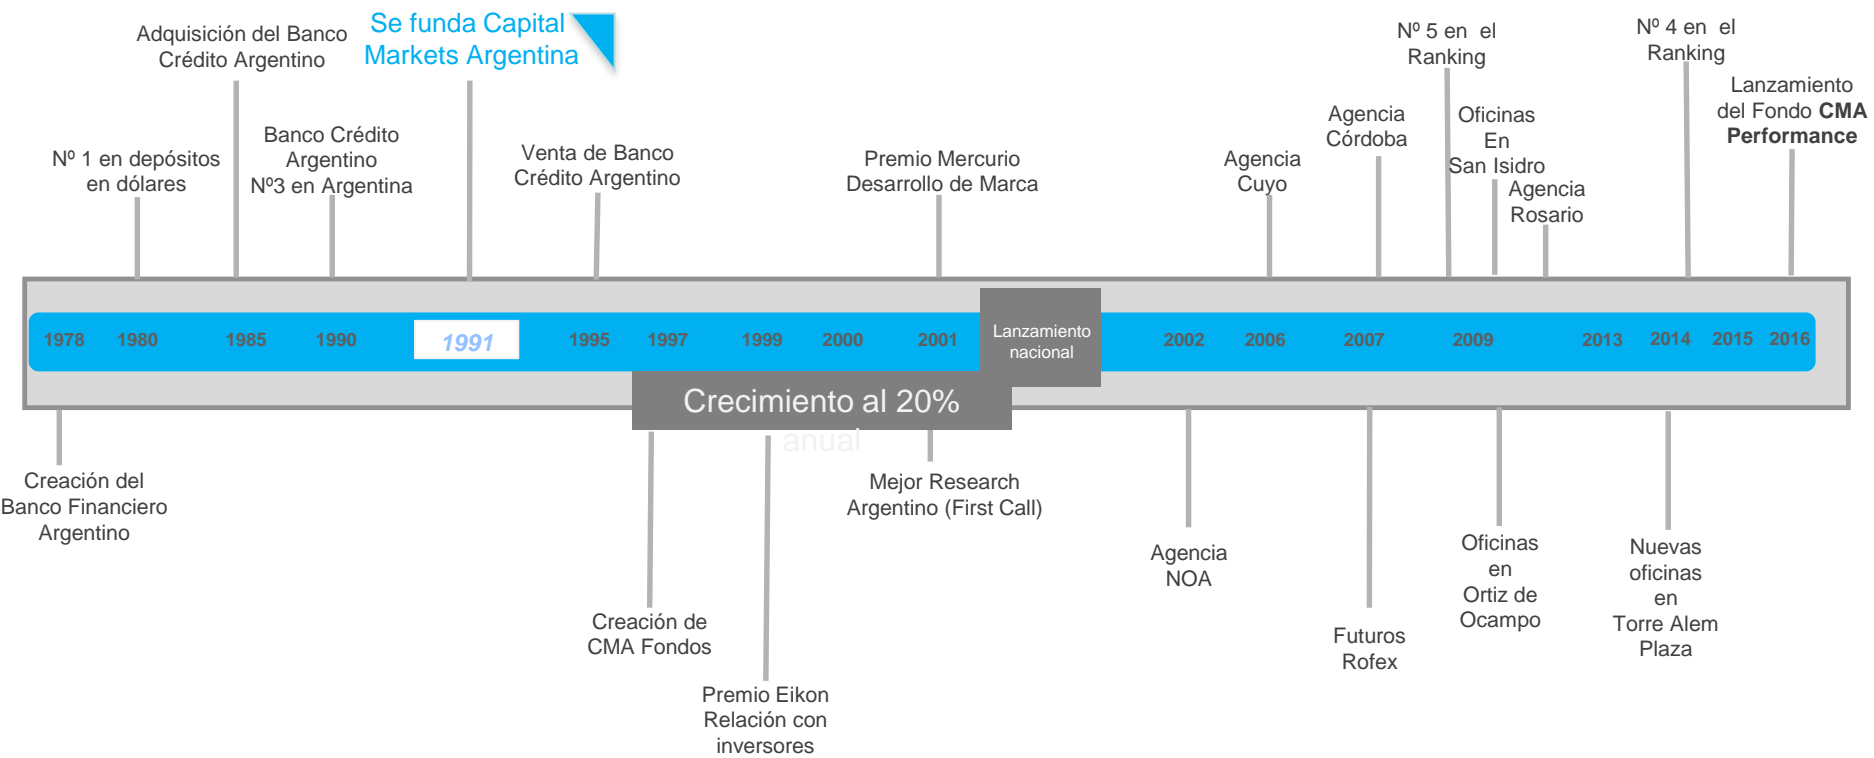 Se funda Capital
Markets Argentina
Adquisición del Banco
Crédito Argentino
Nº 1 en depósitos
en dólares
Banco Crédito
Argentino
Nº3 en Argentina
Venta de Banco
Crédito Argentino
Premio Mercurio
Desarrollo de Marca
Agencia
Cuyo
Agencia
Córdoba
Nº 5 en el
Ranking
Oficinas
En
San Isidro
Agencia
Rosario
Nº 4 en el
Ranking
Lanzamiento
del Fondo CMA
Performance
1978
1980
1985
1990
1991
1995
1997
1999
2000
2001
Lanzamiento
nacional
2002
2006
2007
2009
2013
2014
2015
2016
Crecimiento al 20%
anual
Creación del
Banco Financiero
Argentino
Creación de
CMA Fondos
Premio Eikon
Relación con
inversores
Mejor Research
Argentino (First Call)
Agencia
NOA
Futuros
Rofex
Oficinas
en
Ortiz de
Ocampo
Nuevas
oficinas
en
Torre Alem
Plaza